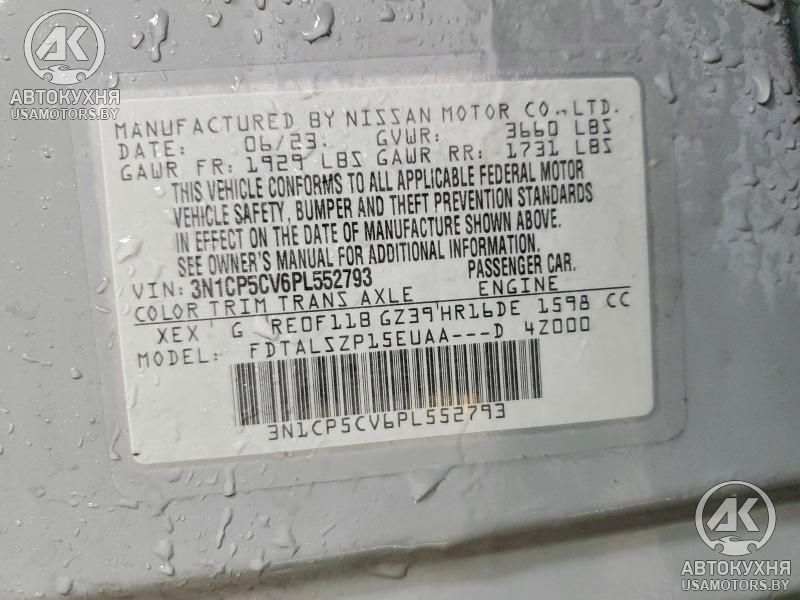 AK
АВТОКУХНЯ
USAMOTORS.BY
MANUFACTURED BY NISSAN MOTOR CO.,LTD.
DATE: 06/23. GVWR: 3660 LBS
GAWR FR: 1929 LBS GAWR RR: 1731 LBS
THIS VEHICLE CONFORMS TO ALL APPLICABLE FEDERAL MOTOR
VEHICLE SAFETY, BUMPER AND THEFT PREVENTION STANDARDS
IN EFFECT ON THE DATE OF MANUFACTURE SHOWN ABOVE.
SEE OWNER'S MANUAL FOR ADDITIONAL INFORMATION.
VIN: 3N1CP5CV6PL552793 PASSENGER CAR.
COLOR TRIM TRANS AXLE ENGINE
XEX G RE0F11B GZ39 HR16DE 1598 CC
MODEL: FDTALSZP15EUAA---D 4Z000
3N1CP5CV6PL552793
AK
АВТОКУХНЯ
USAMOTORS.BY